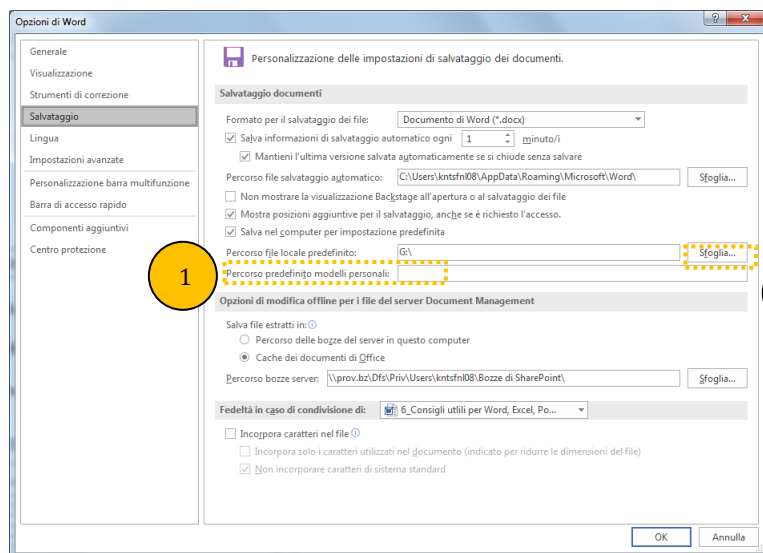 Opzioni di Word
Generale
Visualizzazione
Strumenti di correzione
Salvataggio
Lingua
Impostazioni avanzate
Personalizzazione barra multifunzione
Barra di accesso rapido
Componenti aggiuntivi
Centro protezione
Personalizzazione delle impostazioni di salvataggio dei documenti.
Salvataggio documenti
Formato per il salvataggio dei file: Documento di Word (*.docx)
Salva informazioni di salvataggio automatico ogni 1 minuto/i
Mantieni l'ultima versione salvata automaticamente se si chiude senza salvare
Percorso file salvataggio automatico: C:\Users\kntsfnl08\AppData\Roaming\Microsoft\Word\ Sfoglia...
Non mostrare la visualizzazione Backstage all'apertura o al salvataggio dei file
Mostra posizioni aggiuntive per il salvataggio, anche se è richiesto l'accesso.
Salva nel computer per impostazione predefinita
Percorso file locale predefinito: G:\ Sfoglia...
1 Percorso predefinito modelli personali:
Opzioni di modifica offline per i file del server Document Management
Salva file estratti in:
Percorso delle bozze del server in questo computer
Cache dei documenti di Office
Percorso bozze server: \\prov.bz\Dfs\Priv\Users\kntsfnl08\Bozze di SharePoint\ Sfoglia...
Fedeltà in caso di condivisione di: 6_Consigli utlili per Word, Excel, Po...
Incorpora caratteri nel file
Incorpora solo i caratteri utilizzati nel documento (indicato per ridurre le dimensioni del file)
Non incorporare caratteri di sistema standard
OK Annulla